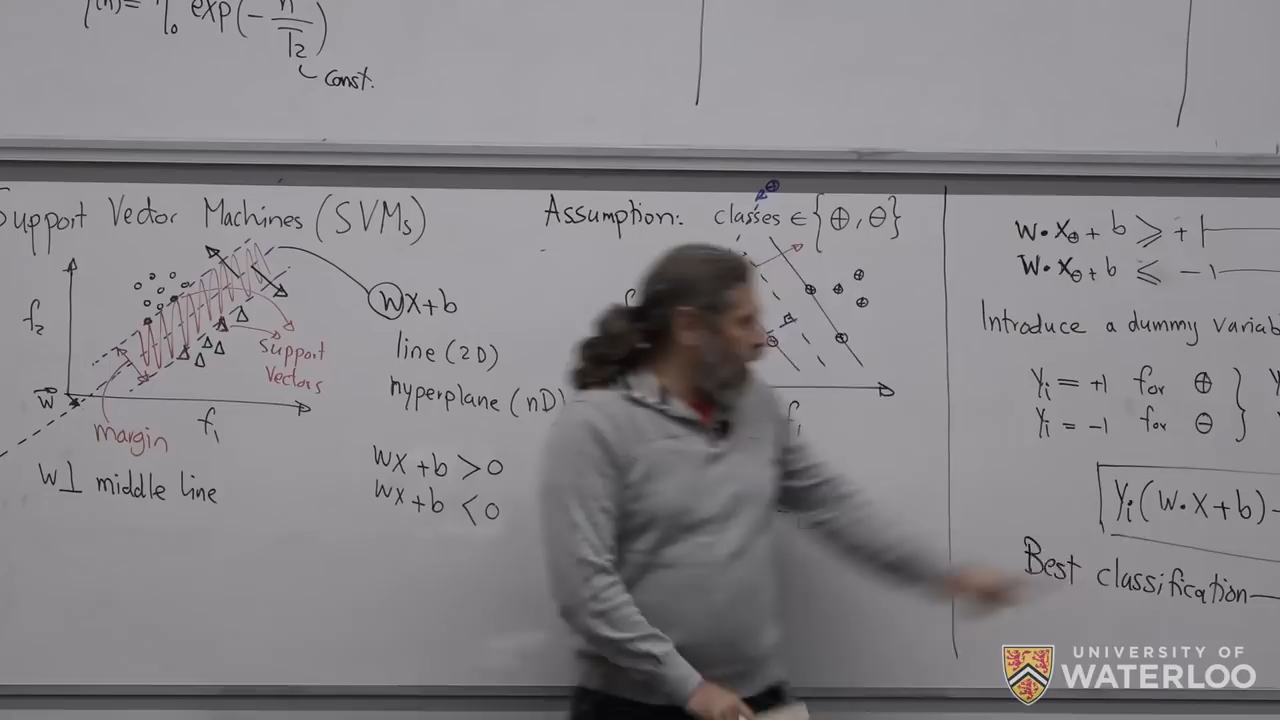 exp(-n/T2)
const.
Support Vector Machines (SVMs)
f2
f1
w
margin
Support
Vectors
W⊥ middle line
wx+b
line (2D)
hyperplane (nD)
wx+b >0
wx+b <0
Assumption: classes ∈ {⊕, ⊖}
w·x⊕+b ≥ +1
w·x⊖+b ≤ -1
Introduce a dummy
yi = +1 for ⊕
yi = -1 for ⊖
yi(w·x+b)-
Best classification
UNIVERSITY OF
WATERLOO